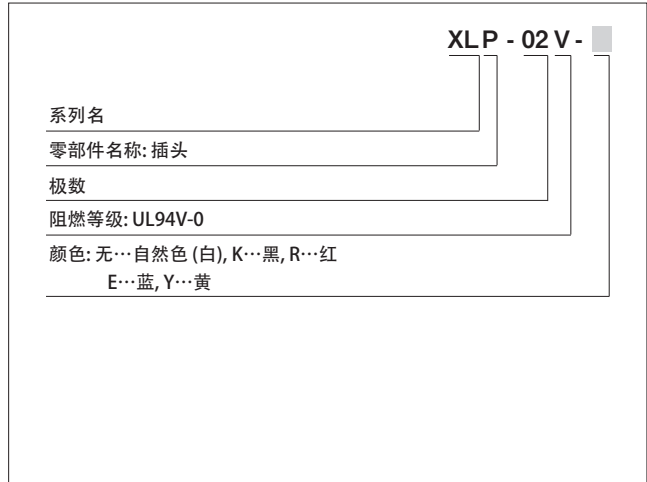 XLP - 02 V -
系列名
零部件名称: 插头
极数
阻燃等级: UL94V-0
颜色: 无…自然色 (白), K…黑, R…红
E…蓝, Y…黄